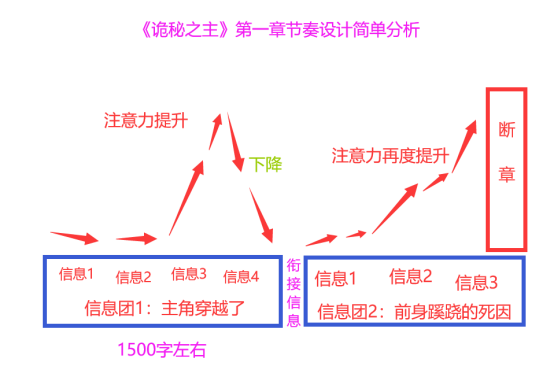 《诡秘之主》第一章节奏设计简单分析
注意力提升
下降
注意力再度提升
断章
信息1
信息2
信息3
信息4
信息团1：主角穿越了
衔接信息
信息1
信息2
信息3
信息团2：前身蹊跷的死因
1500字左右